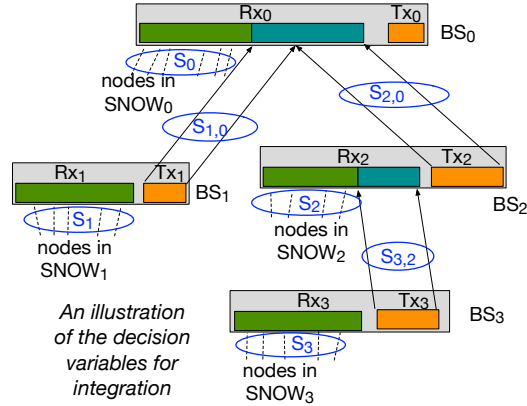 Rx₀ Tx₀
BS₀
S₀
nodes in
SNOW₀
S₁,₀
S₂,₀
Rx₁ Tx₁
BS₁
S₁
nodes in
SNOW₁
Rx₂ Tx₂
BS₂
S₂
nodes in
SNOW₂
S₃,₂
Rx₃ Tx₃
BS₃
S₃
nodes in
SNOW₃
An illustration
of the decision
variables for
integration